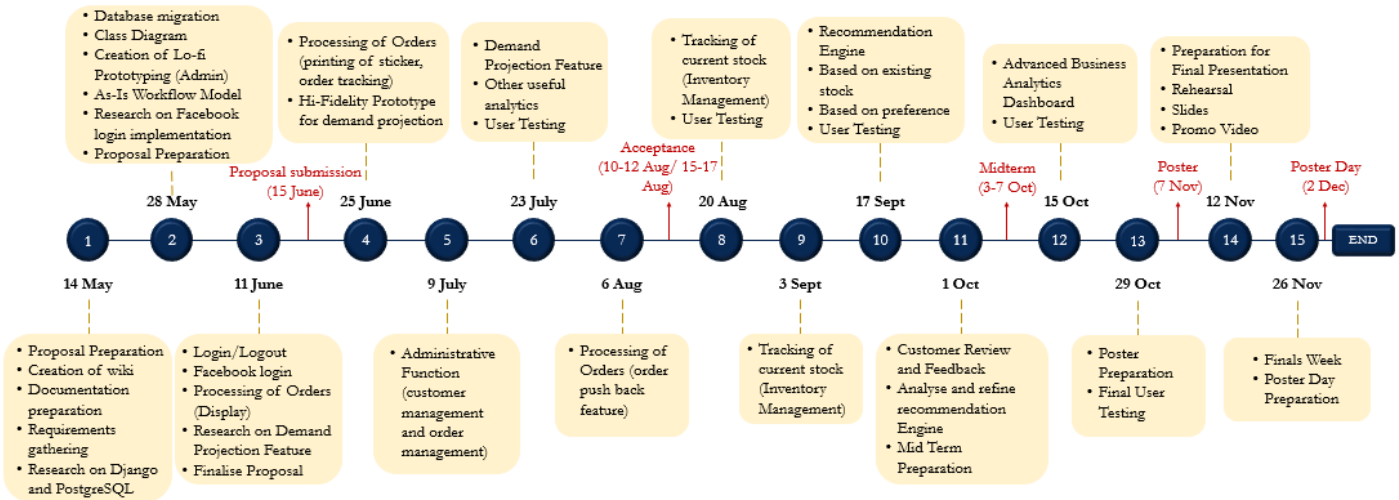 • Database migration
• Class Diagram
• Creation of Lo-fi
Prototyping (Admin)
• As-Is Workflow Model
• Research on Facebook
login implementation
• Proposal Preparation
• Processing of Orders
(printing of sticker,
order tracking)
• Hi-Fidelity Prototype
for demand projection
• Demand
Projection Feature
• Other useful
analytics
• User Testing
• Tracking of
current stock
(Inventory
Management)
• User Testing
• Recommendation
Engine
• Based on existing
stock
• Based on preference
• User Testing
• Advanced Business
Analytics
Dashboard
• User Testing
• Preparation for
Final Presentation
• Rehearsal
• Slides
• Promo Video
Proposal submission
(15 June)
Acceptance
(10-12 Aug/ 15-17
Aug)
Midterm
(3-7 Oct)
Poster
(7 Nov)
Poster Day
(2 Dec)
28 May
25 June
23 July
20 Aug
17 Sept
15 Oct
12 Nov
1
2
3
4
5
6
7
8
9
10
11
12
13
14
15
END
14 May
11 June
9 July
6 Aug
3 Sept
1 Oct
29 Oct
26 Nov
• Proposal Preparation
• Creation of wiki
• Documentation
preparation
• Requirements
gathering
• Research on Django
and PostgreSQL
• Login/Logout
• Facebook login
• Processing of Orders
(Display)
• Research on Demand
Projection Feature
• Finalise Proposal
• Administrative
Function
(customer
management
and order
management)
• Processing of
Orders (order
push back
feature)
• Tracking of
current stock
(Inventory
Management)
• Customer Review
and Feedback
• Analyse and refine
recommendation
Engine
• Mid Term
Preparation
• Poster
Preparation
• Final User
Testing
• Finals Week
• Poster Day
Preparation